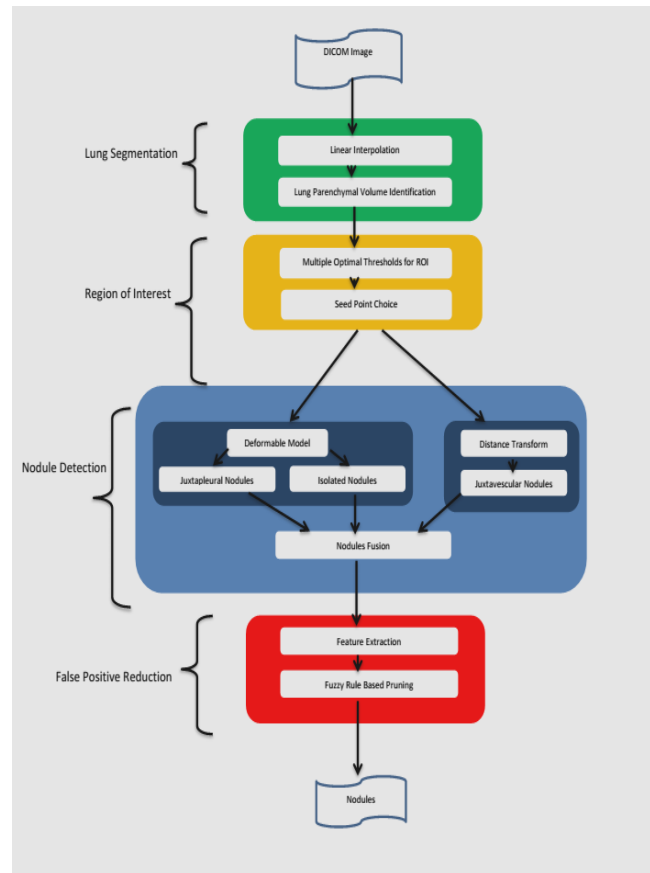 DICOM Image
Lung Segmentation
Linear Interpolation
Lung Parenchymal Volume Identification
Region of Interest
Multiple Optimal Thresholds for ROI
Seed Point Choice
Nodule Detection
Deformable Model
Juxtapleural Nodules
Isolated Nodules
Distance Transform
Juxtavescular Nodules
Nodules Fusion
False Positive Reduction
Feature Extraction
Fuzzy Rule Based Pruning
Nodules